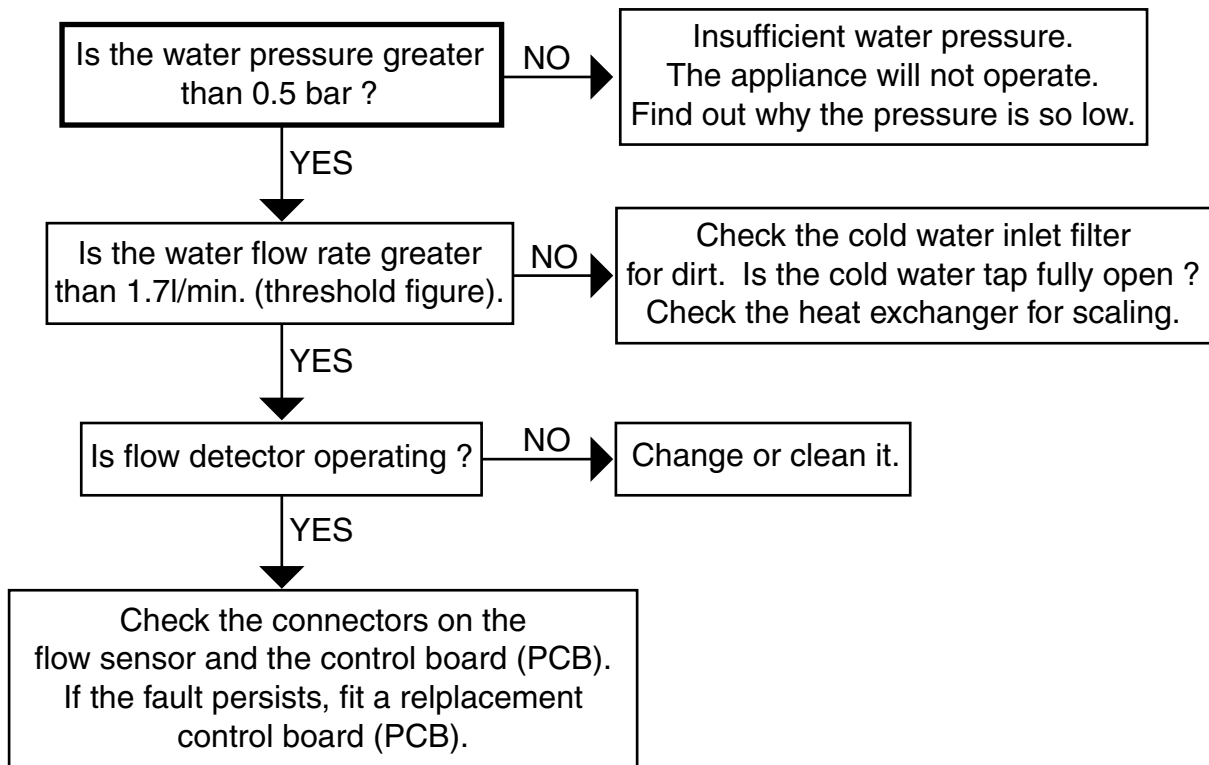 Is the water pressure greater
than 0.5 bar ?
NO
Insufficient water pressure.
The appliance will not operate.
Find out why the pressure is so low.
YES
Is the water flow rate greater
than 1.7l/min. (threshold figure).
NO
Check the cold water inlet filter
for dirt.  Is the cold water tap fully open ?
Check the heat exchanger for scaling.
YES
Is flow detector operating ?
NO
Change or clean it.
YES
Check the connectors on the
flow sensor and the control board (PCB).
If the fault persists, fit a relplacement
control board (PCB).